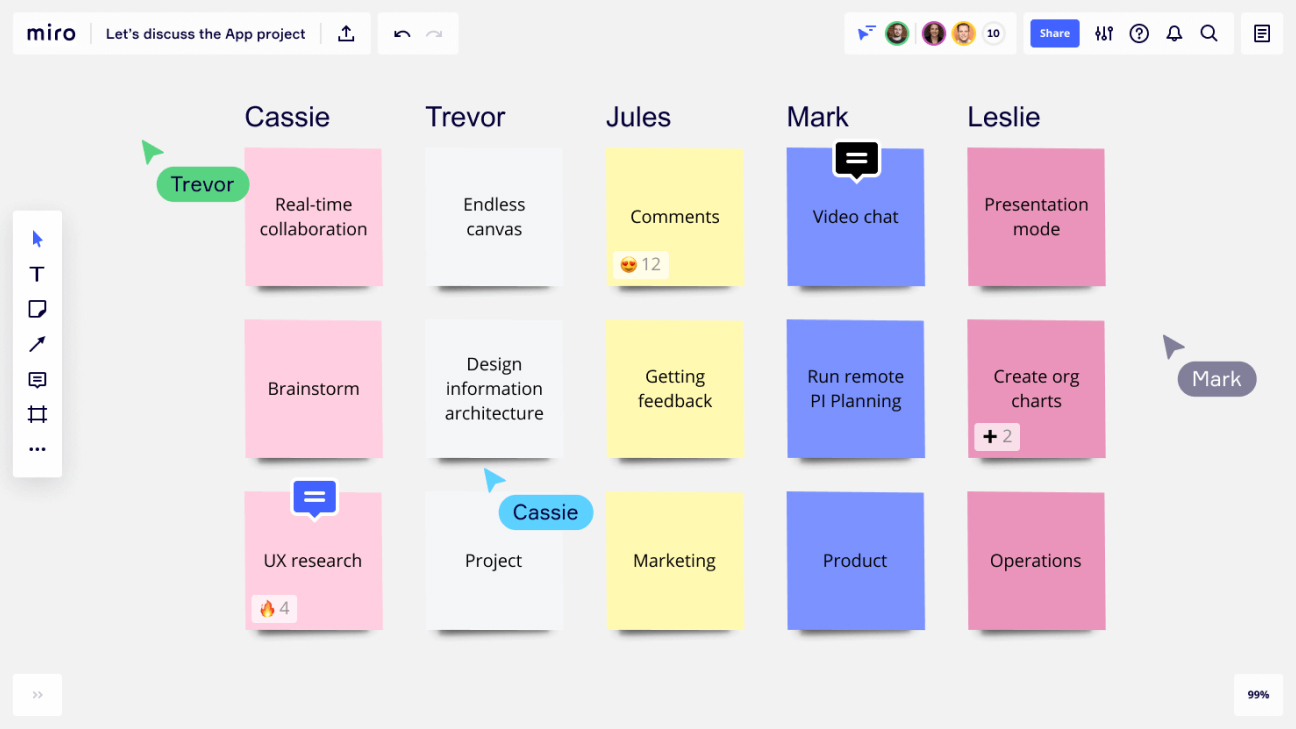 miro
Let's discuss the App project
10
Share
Cassie
Trevor
Jules
Mark
Leslie
Trevor
Real-time
collaboration
Endless
canvas
Comments
12
Video chat
Presentation
mode
Brainstorm
Design
information
architecture
Getting
feedback
Run remote
PI Planning
Create org
charts
2
Mark
Cassie
UX research
4
Project
Marketing
Product
Operations
99%